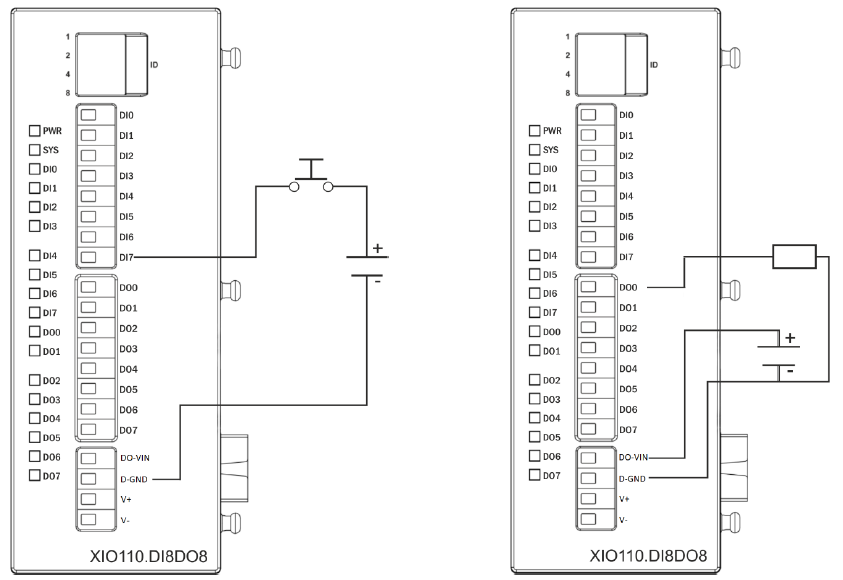 1
2
4
8
ID
PWR
SYS
DI0
DI1
DI2
DI3
DI4
DI5
DI6
DI7
DO0
DO1
DO2
DO3
DO4
DO5
DO6
DO7
DI0
DI1
DI2
DI3
DI4
DI5
DI6
DI7
DO0
DO1
DO2
DO3
DO4
DO5
DO6
DO7
DO-VIN
D-GND
V+
V-
+
-
XIO110.DI8DO8
1
2
4
8
ID
PWR
SYS
DI0
DI1
DI2
DI3
DI4
DI5
DI6
DI7
DO0
DO1
DO2
DO3
DO4
DO5
DO6
DO7
DI0
DI1
DI2
DI3
DI4
DI5
DI6
DI7
DO0
DO1
DO2
DO3
DO4
DO5
DO6
DO7
DO-VIN
D-GND
V+
V-
+
-
XIO110.DI8DO8